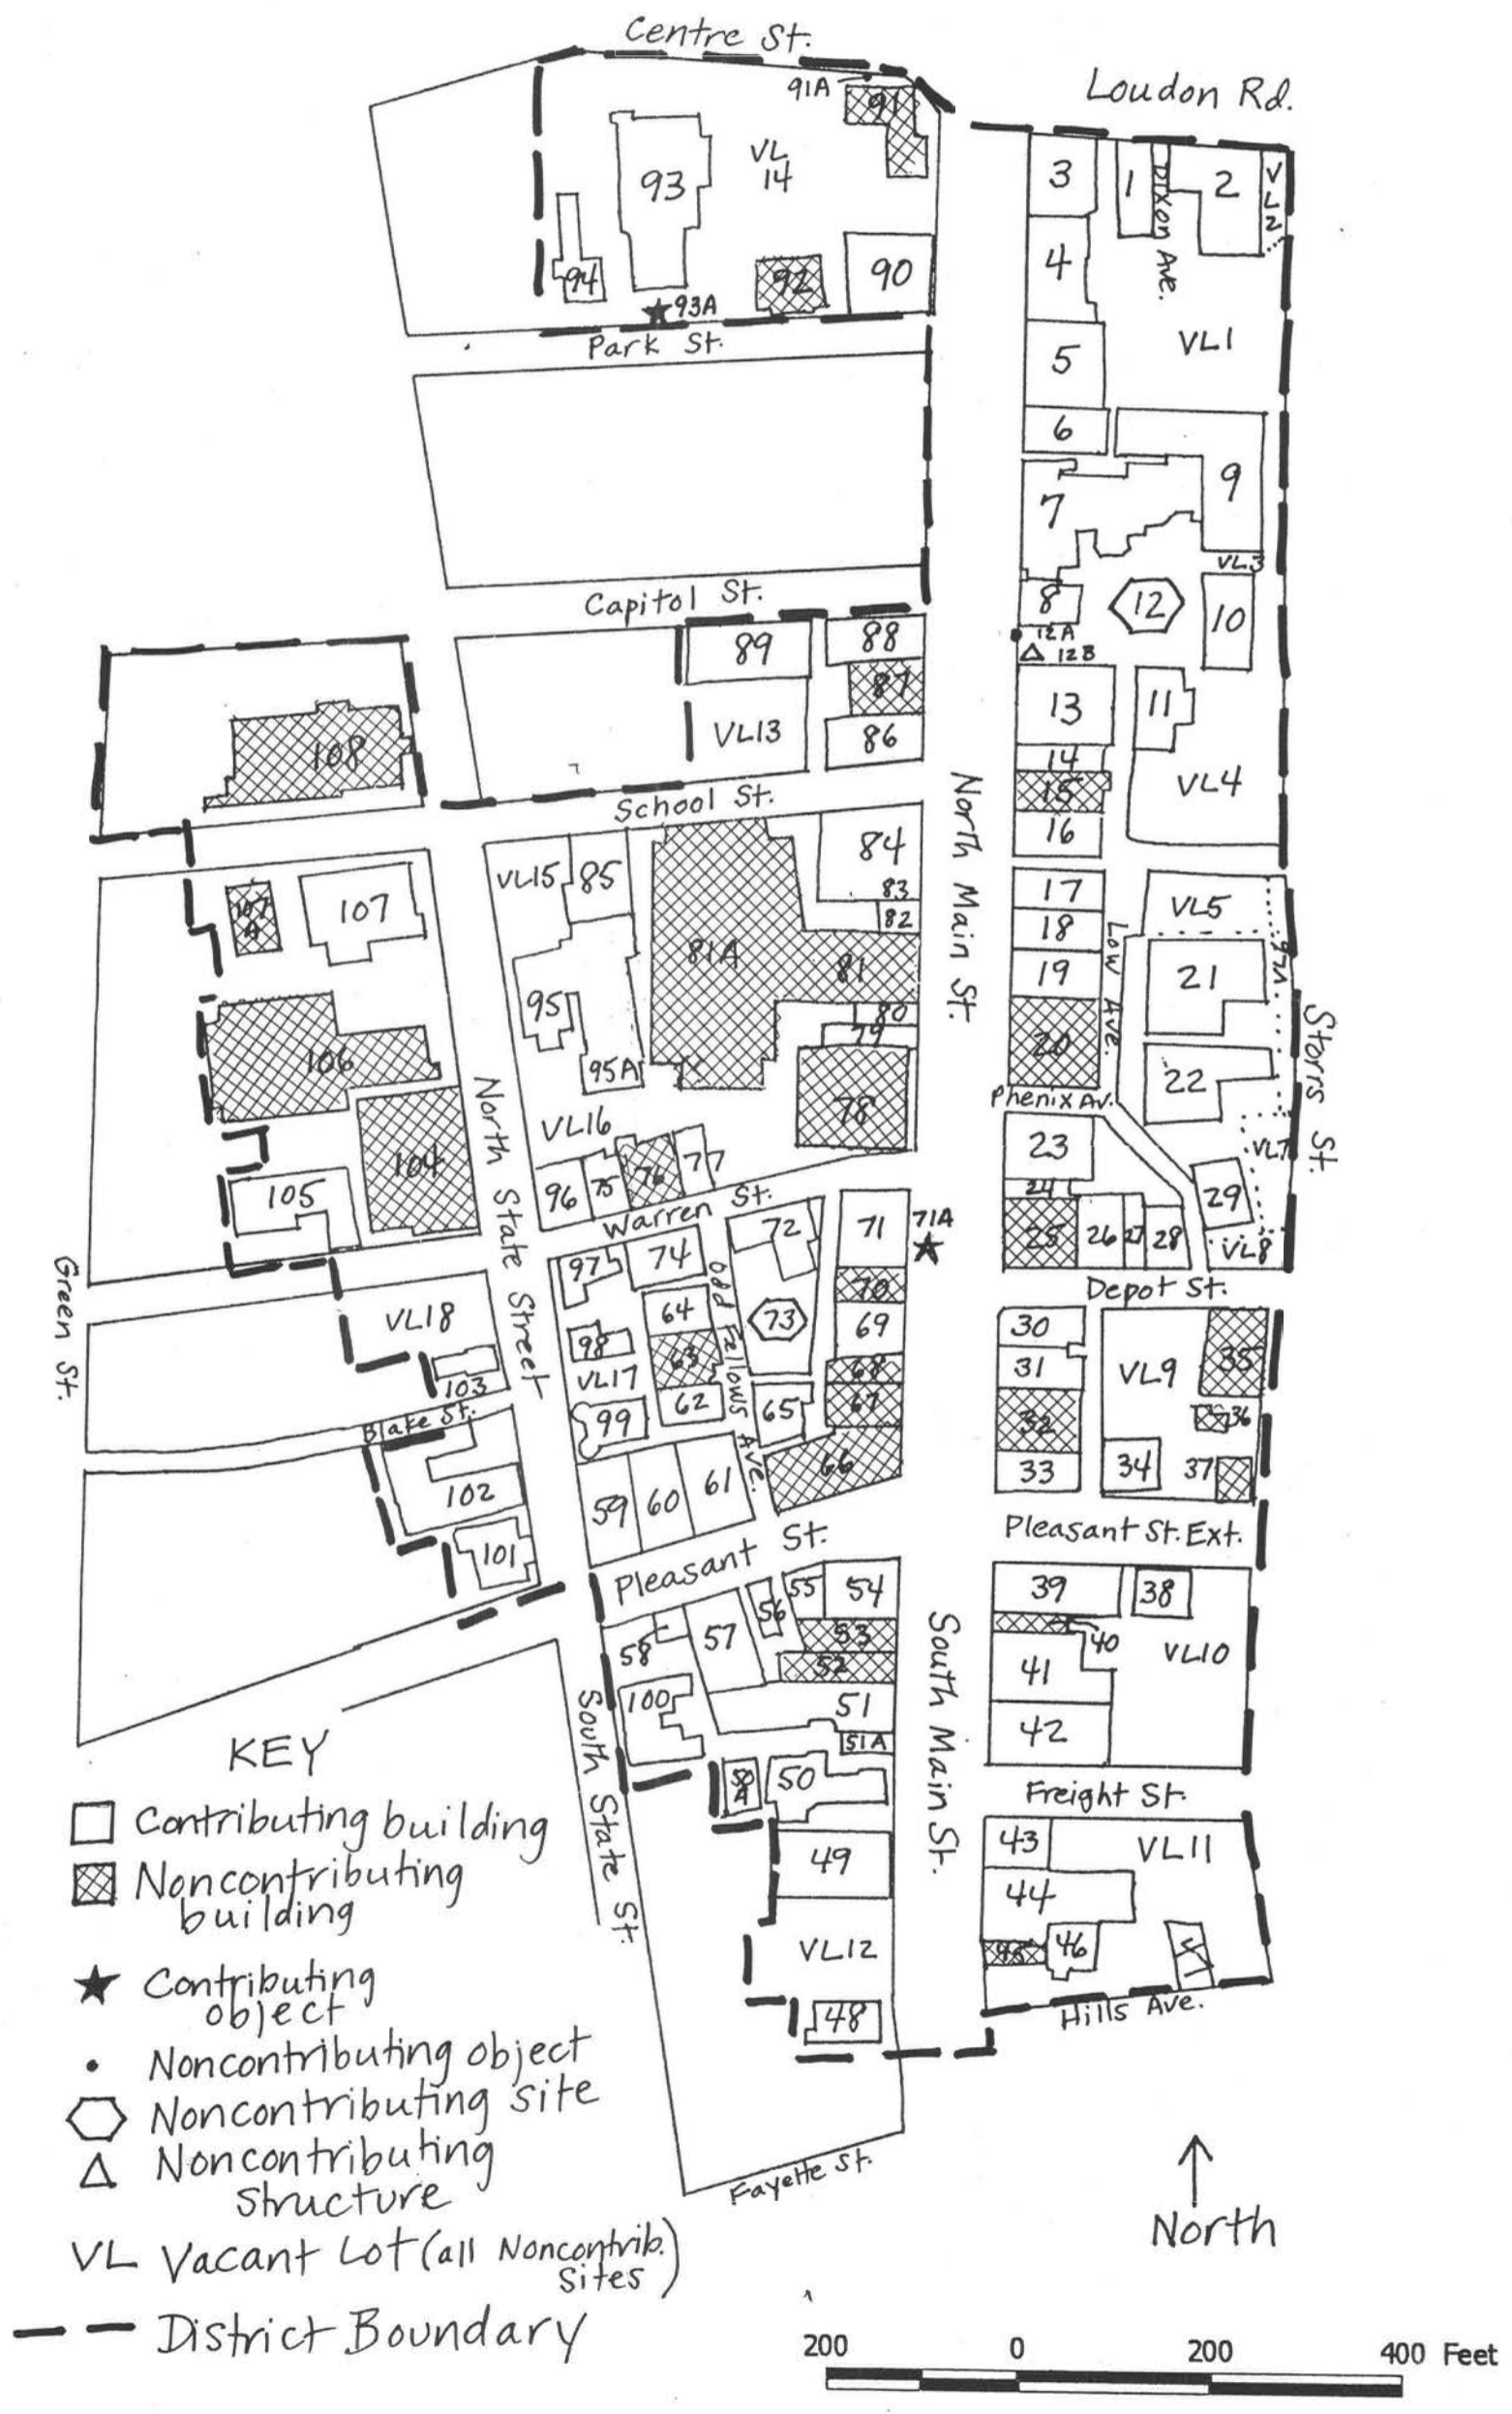 Centre St.
Loudon Rd.
91A
91
VL
14
93
94
92
90
93A
Park St.
3
1
Dixon Ave.
2
VL2
4
VL1
5
6
7
9
VL3
8
12
10
12A
12B
Capitol St.
89
88
87
VL13
86
13
11
14
15
16
VL4
108
School St.
North Main St.
VL15
85
84
83
82
81A
81
80
79
78
95
95A
107
A
107
106
104
105
VL16
96
75
76
77
Warren St.
North State Street
17
18
19
20
Low Ave.
VL5
VL6
21
22
Storrs St.
Phenix Av.
23
24
25
26
27
28
29
VL7
VL8
Depot St.
Green St.
VL18
103
Blake St.
102
101
97
74
72
71
71A
Odd Fellows Ave.
64
73
70
69
98
63
68
VL17
62
65
67
99
66
59
60
61
30
31
32
33
VL9
35
36
34
37
Pleasant St. Ext.
Pleasant St.
55
54
56
53
57
58
52
100
51
51A
50
A
50
49
VL12
48
South State St.
South Main St.
39
38
40
41
VL10
42
Freight St.
43
VL11
44
45
46
47
Hills Ave.
Fayette St.
KEY
Contributing building
Noncontributing
building
Contributing
object
Noncontributing object
Noncontributing site
Noncontributing
structure
VL Vacant Lot (all Noncontrib.
Sites)
District Boundary
North
200 0 200 400 Feet